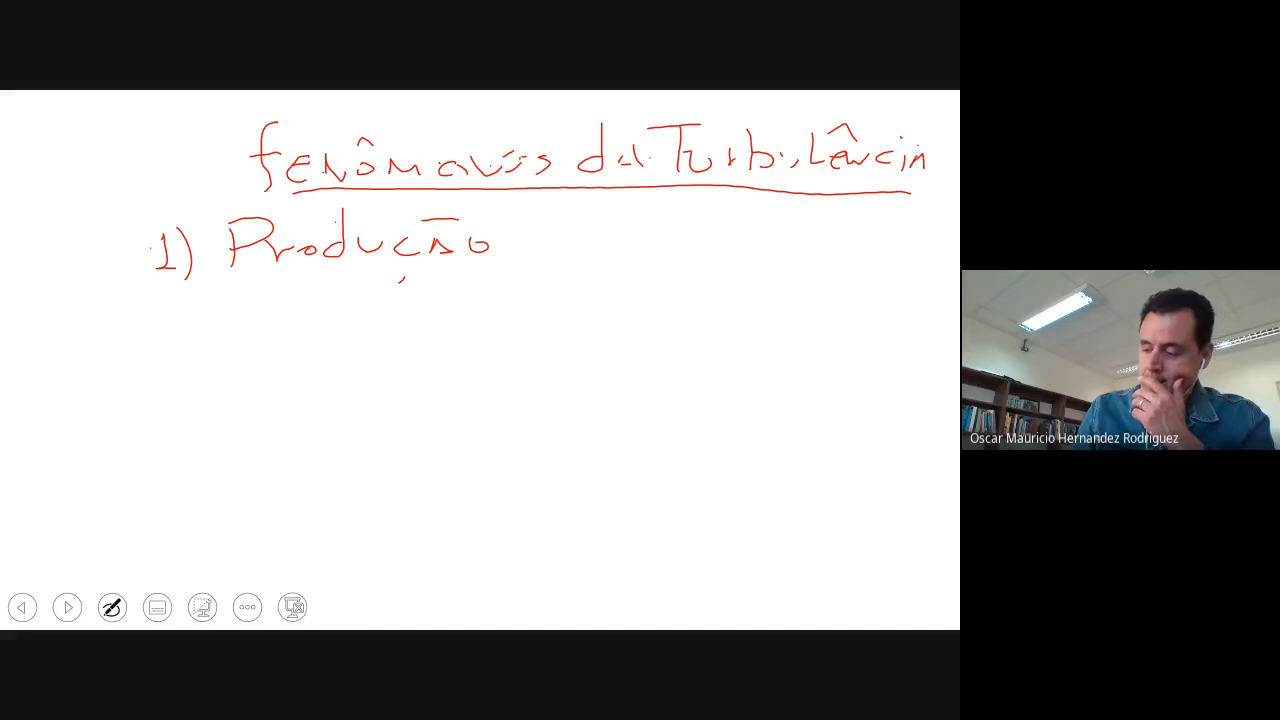 Fenômenos da Turbulência
1) Produção
Oscar Mauricio Hernandez Rodriguez